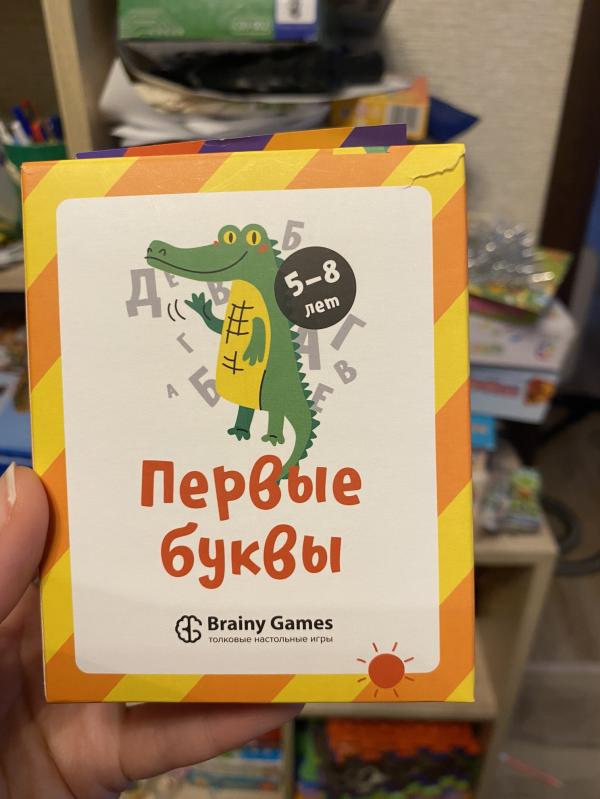 5–8
лет
Б
Д
Е
В
Г
А
Г
В
А
Б
Е
Первые
буквы
Brainy Games
толковые настольные игры